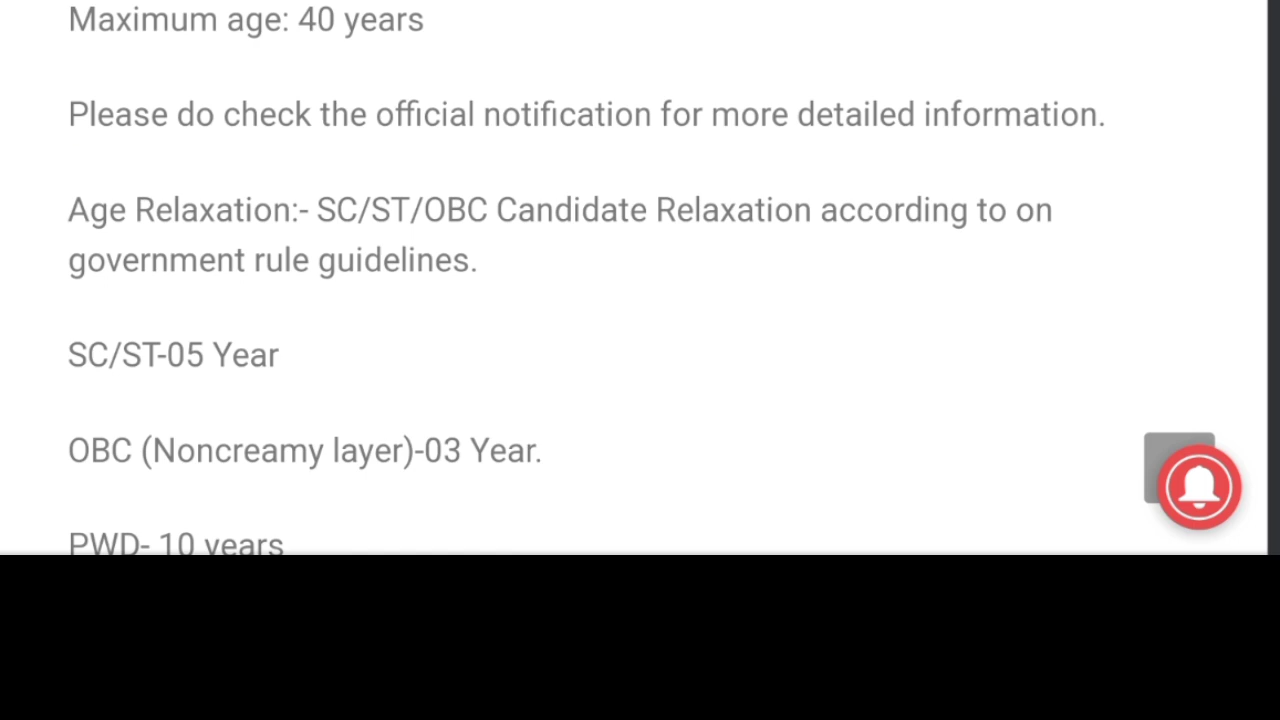 Maximum age: 40 years
Please do check the official notification for more detailed information.
Age Relaxation:- SC/ST/OBC Candidate Relaxation according to on
government rule guidelines.
SC/ST-05 Year
OBC (Noncreamy layer)-03 Year.
PWD- 10 years